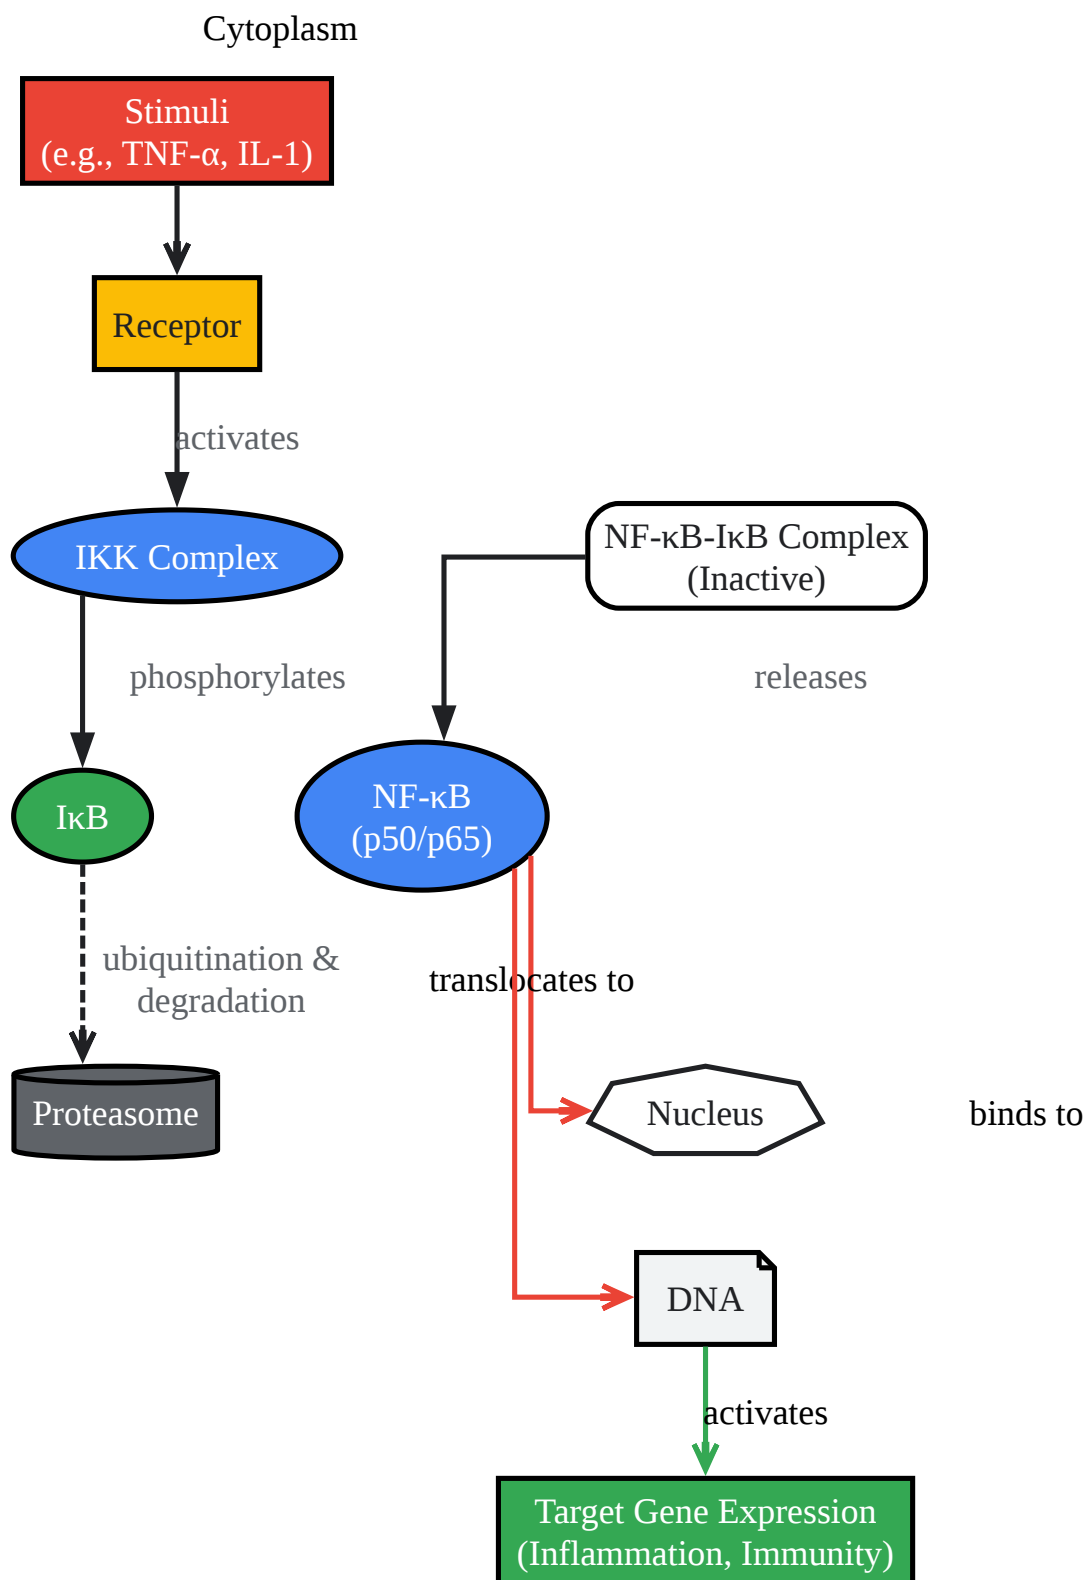 Cytoplasm
Stimuli
(e.g., TNF-α, IL-1)
Receptor
activates
IKK Complex
NF-κB-IκB Complex
(Inactive)
phosphorylates
releases
IκB
NF-κB
(p50/p65)
ubiquitination &
degradation
translocates to
Proteasome
Nucleus
binds to
DNA
activates
Target Gene Expression
(Inflammation, Immunity)